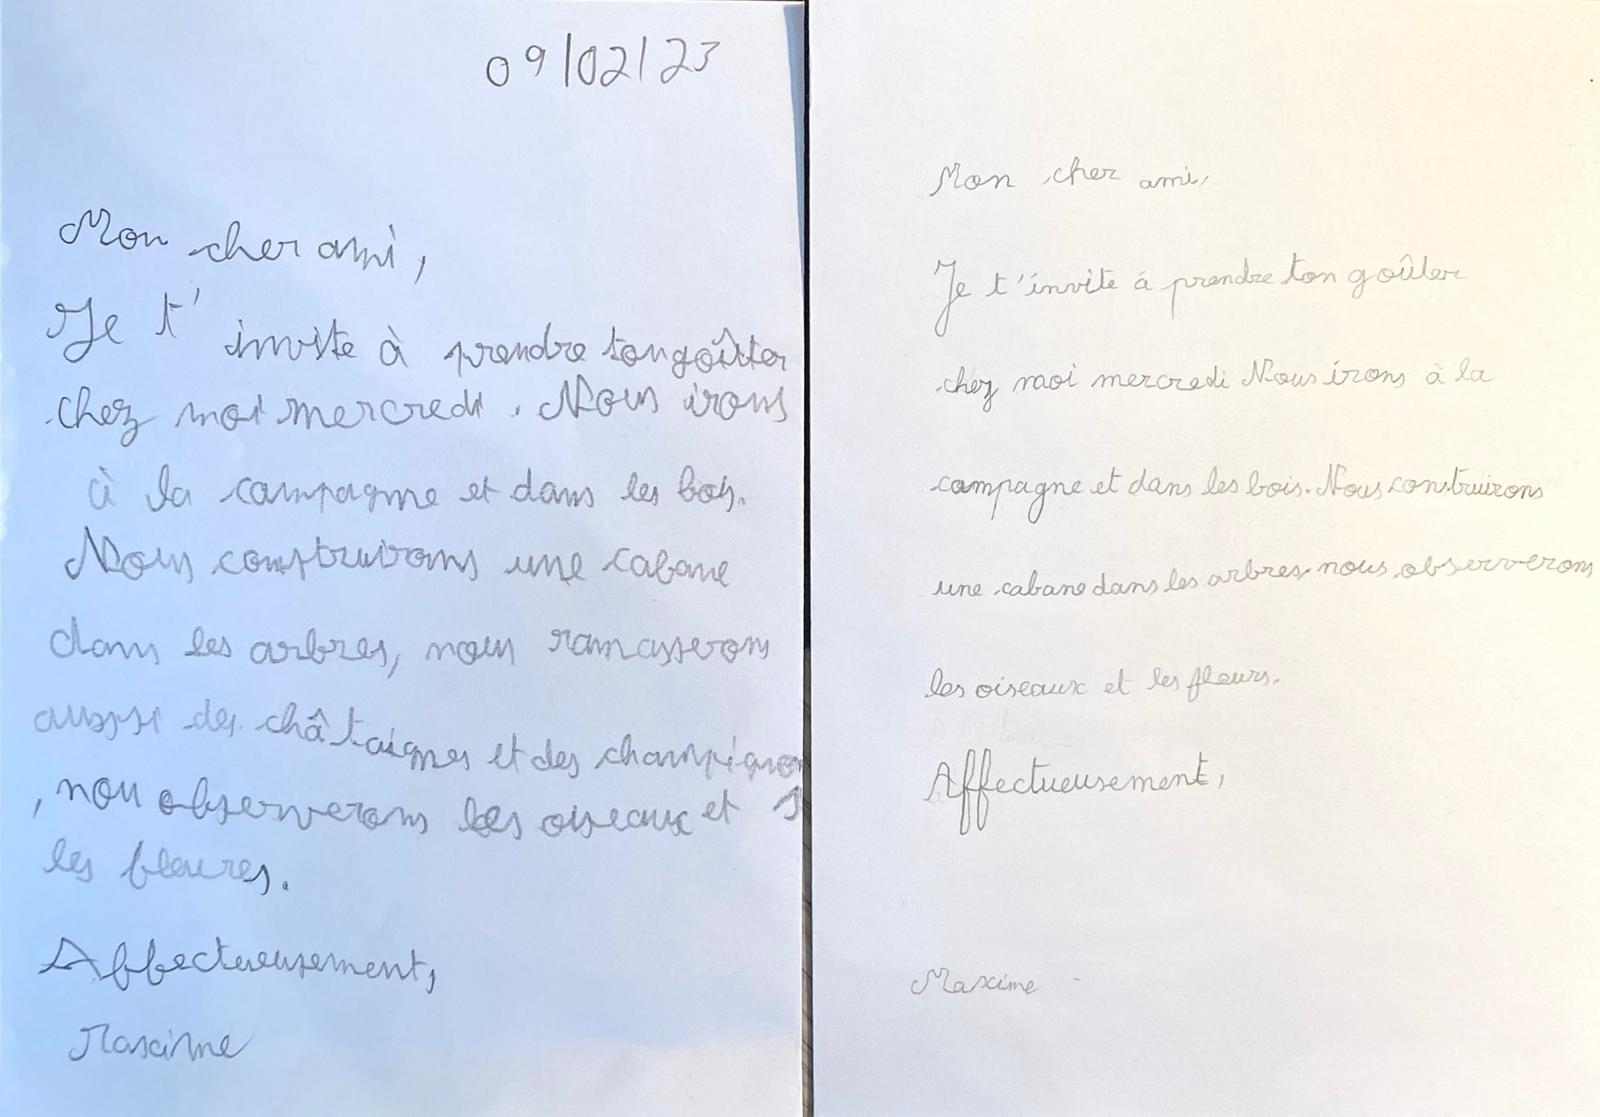 09/02/23
Mon cher ami,
Je t' invite à prendre ton goûter
chez moi mercredi. Nous irons
à la campagne et dans les bois.
Nous construirons une cabane
dans les arbres, nous ramasserons
aussi des châtaignes et des champignon
, nou observerons les oiseaux et
les fleures.
Affectueusement,
Maxime
Mon cher ami,
Je t'invite á prendre ton goûter
chez moi mercredi Nous irons à la
campagne et dans les bois. Nous construirons
une cabane dans les arbres nous observerons
les oiseaux et les fleurs.
Affectueusement,
Maxime